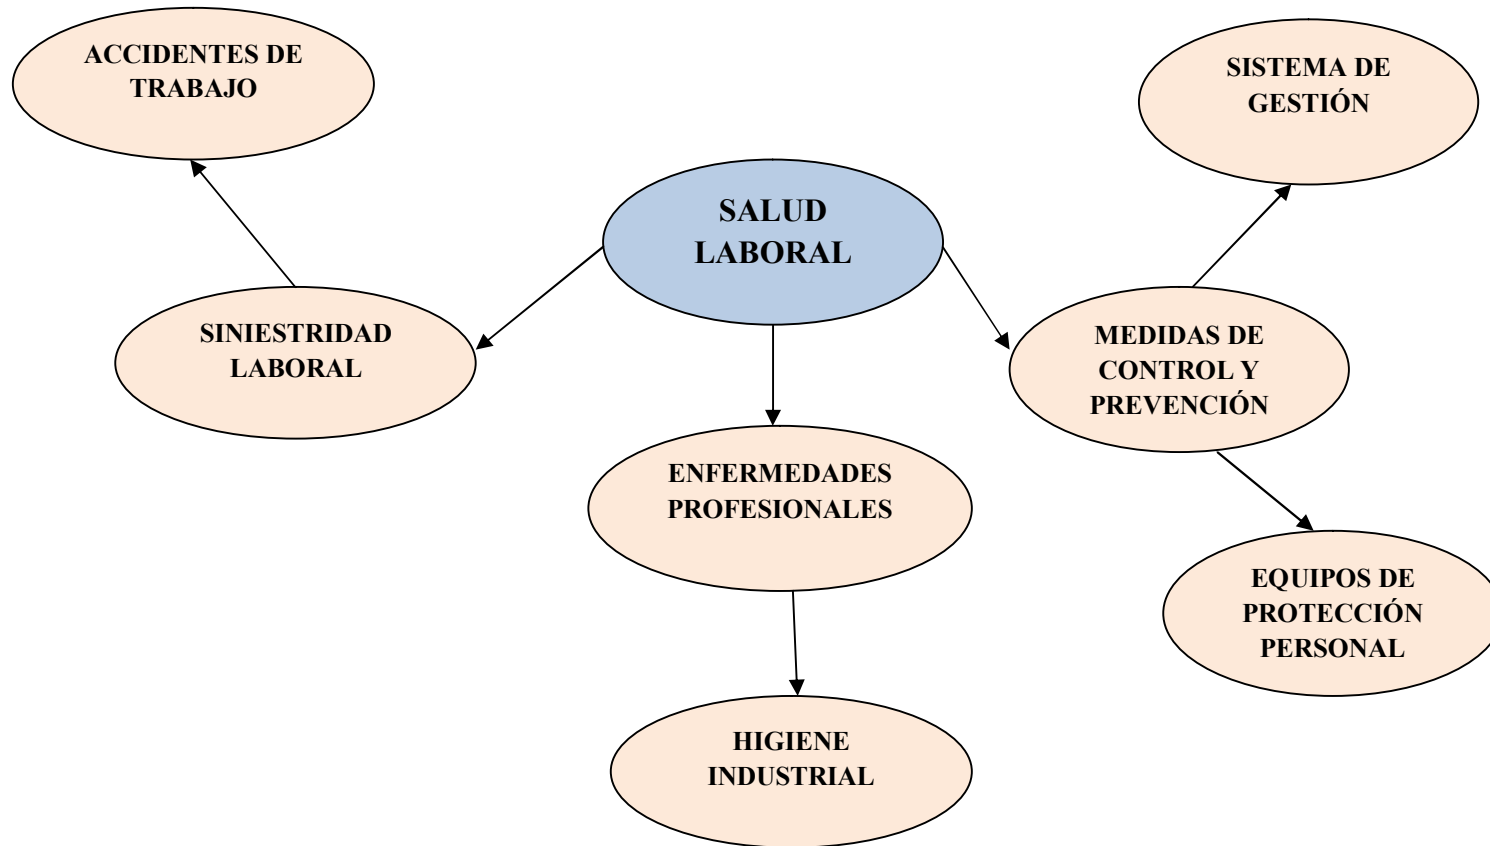 ACCIDENTES DE
TRABAJO
SISTEMA DE
GESTIÓN
SALUD
LABORAL
SINIESTRIDAD
LABORAL
MEDIDAS DE
CONTROL Y
PREVENCIÓN
ENFERMEDADES
PROFESIONALES
EQUIPOS DE
PROTECCIÓN
PERSONAL
HIGIENE
INDUSTRIAL